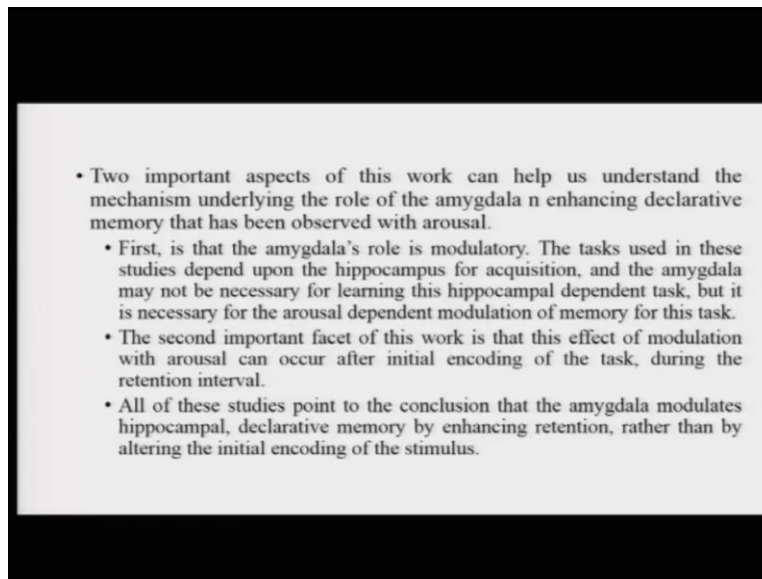 • Two important aspects of this work can help us understand the
mechanism underlying the role of the amygdala n enhancing declarative
memory that has been observed with arousal.
• First, is that the amygdala's role is modulatory. The tasks used in these
studies depend upon the hippocampus for acquisition, and the amygdala
may not be necessary for learning this hippocampal dependent task, but it
is necessary for the arousal dependent modulation of memory for this task.
• The second important facet of this work is that this effect of modulation
with arousal can occur after initial encoding of the task, during the
retention interval.
• All of these studies point to the conclusion that the amygdala modulates
hippocampal, declarative memory by enhancing retention, rather than by
altering the initial encoding of the stimulus.